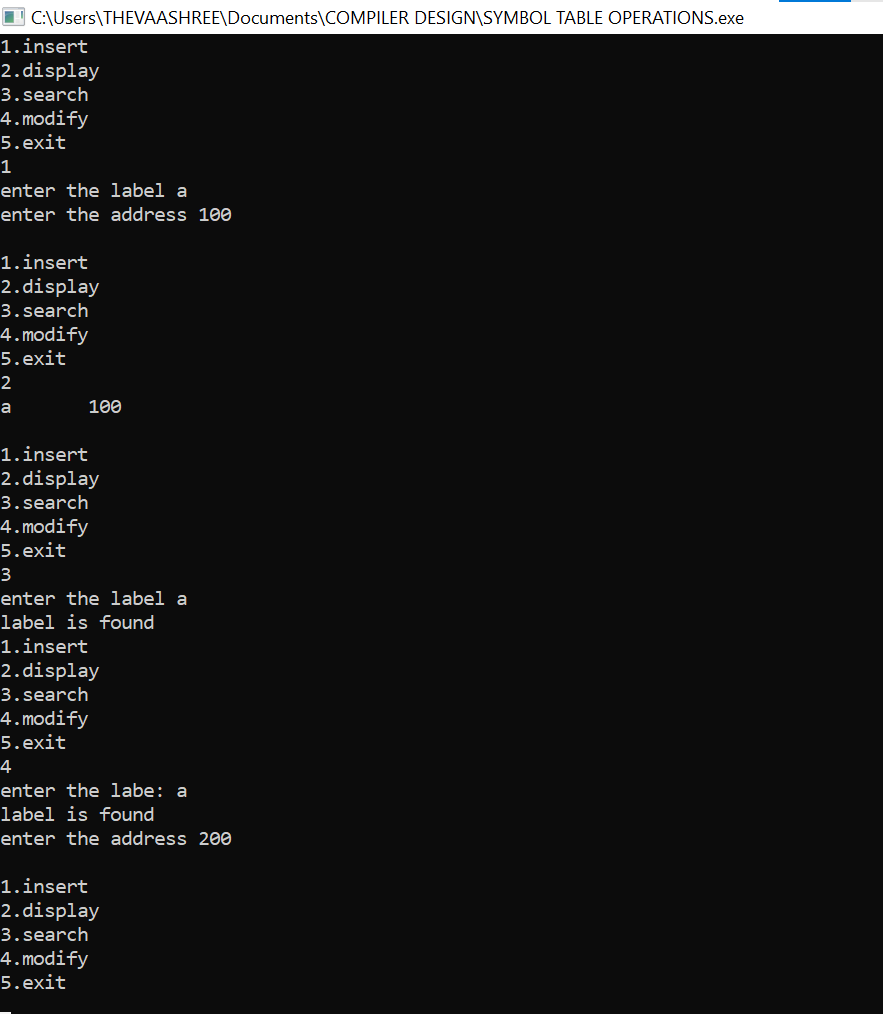 C:\Users\THEVAASHREE\Documents\COMPILER DESIGN\SYMBOL TABLE OPERATIONS.exe
1.insert
2.display
3.search
4.modify
5.exit
1
enter the label a
enter the address 100
1.insert
2.display
3.search
4.modify
5.exit
2
a       100
1.insert
2.display
3.search
4.modify
5.exit
3
enter the label a
label is found
1.insert
2.display
3.search
4.modify
5.exit
4
enter the labe: a
label is found
enter the address 200
1.insert
2.display
3.search
4.modify
5.exit